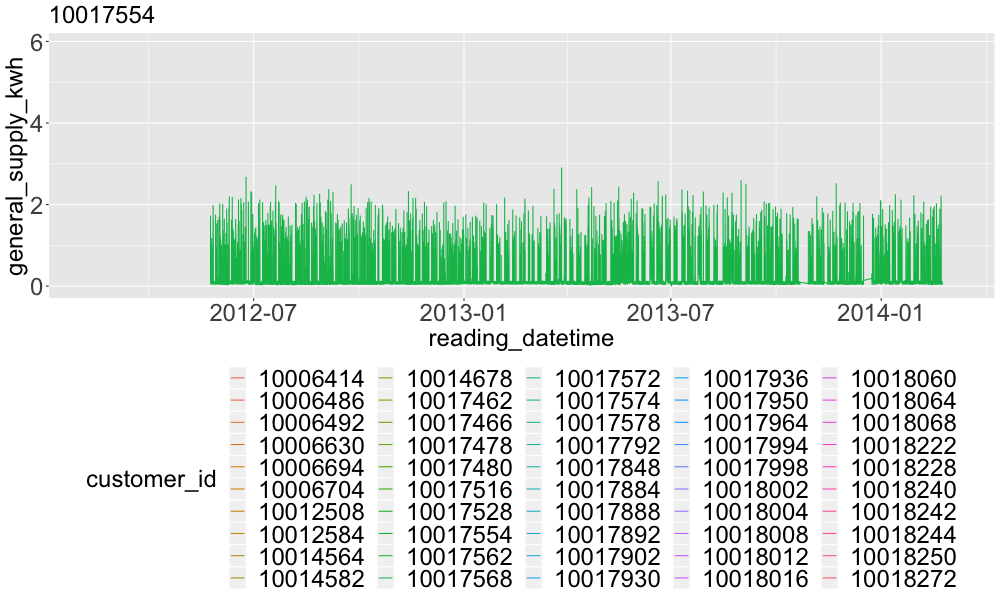 10017554
general_supply_kwh
6
4
2
0
2012-07 2013-01 2013-07 2014-01
reading_datetime
customer_id
10006414 10014678 10017572 10017936 10018060
10006486 10017462 10017574 10017950 10018064
10006492 10017466 10017578 10017964 10018068
10006630 10017478 10017792 10017994 10018222
10006694 10017480 10017848 10017998 10018228
10006704 10017516 10017884 10018002 10018240
10012508 10017528 10017888 10018004 10018242
10012584 10017554 10017892 10018008 10018244
10014564 10017562 10017902 10018012 10018250
10014582 10017568 10017930 10018016 10018272